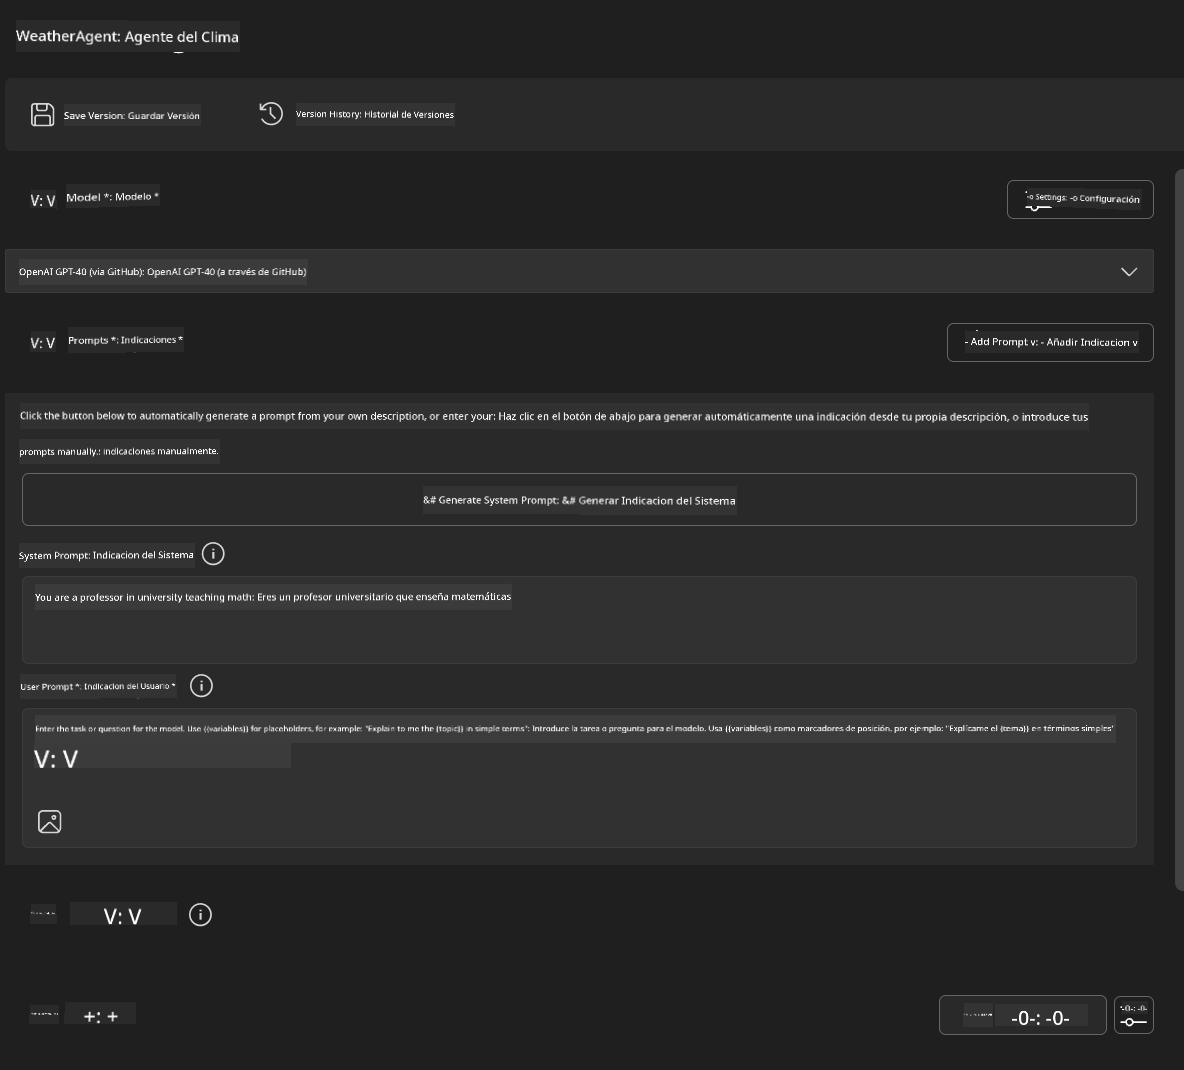 WeatherAgent: Agente del Clima
Save Version: Guardar Versión
Version History: Historial de Versiones
V: V
Model *: Modelo *
-o Settings: -o Configuración
OpenAI GPT-40 (via GitHub): OpenAI GPT-40 (a través de GitHub)
V: V
Prompts *: Indicaciones *
- Add Prompt v: - Añadir Indicacion v
Click the button below to automatically generate a prompt from your own description, or enter your: Haz clic en el botón de abajo para generar automáticamente una indicación desde tu propia descripción, o introduce tus
prompts manually.: indicaciones manualmente.
&# Generate System Prompt: &# Generar Indicacion del Sistema
System Prompt: Indicacion del Sistema
You are a professor in university teaching math: Eres un profesor universitario que enseña matemáticas
User Prompt *: Indicacion del Usuario *
Enter the task or question for the model. Use {{variables}} for placeholders, for example: "Explain to me the {topic}} in simple terms": Introduce la tarea o pregunta para el modelo. Usa {{variables}} como marcadores de posición, por ejemplo: "Explícame el {tema}} en términos simples"
V: V
V: V
+: +
-0-: -0-
-0-: -0-